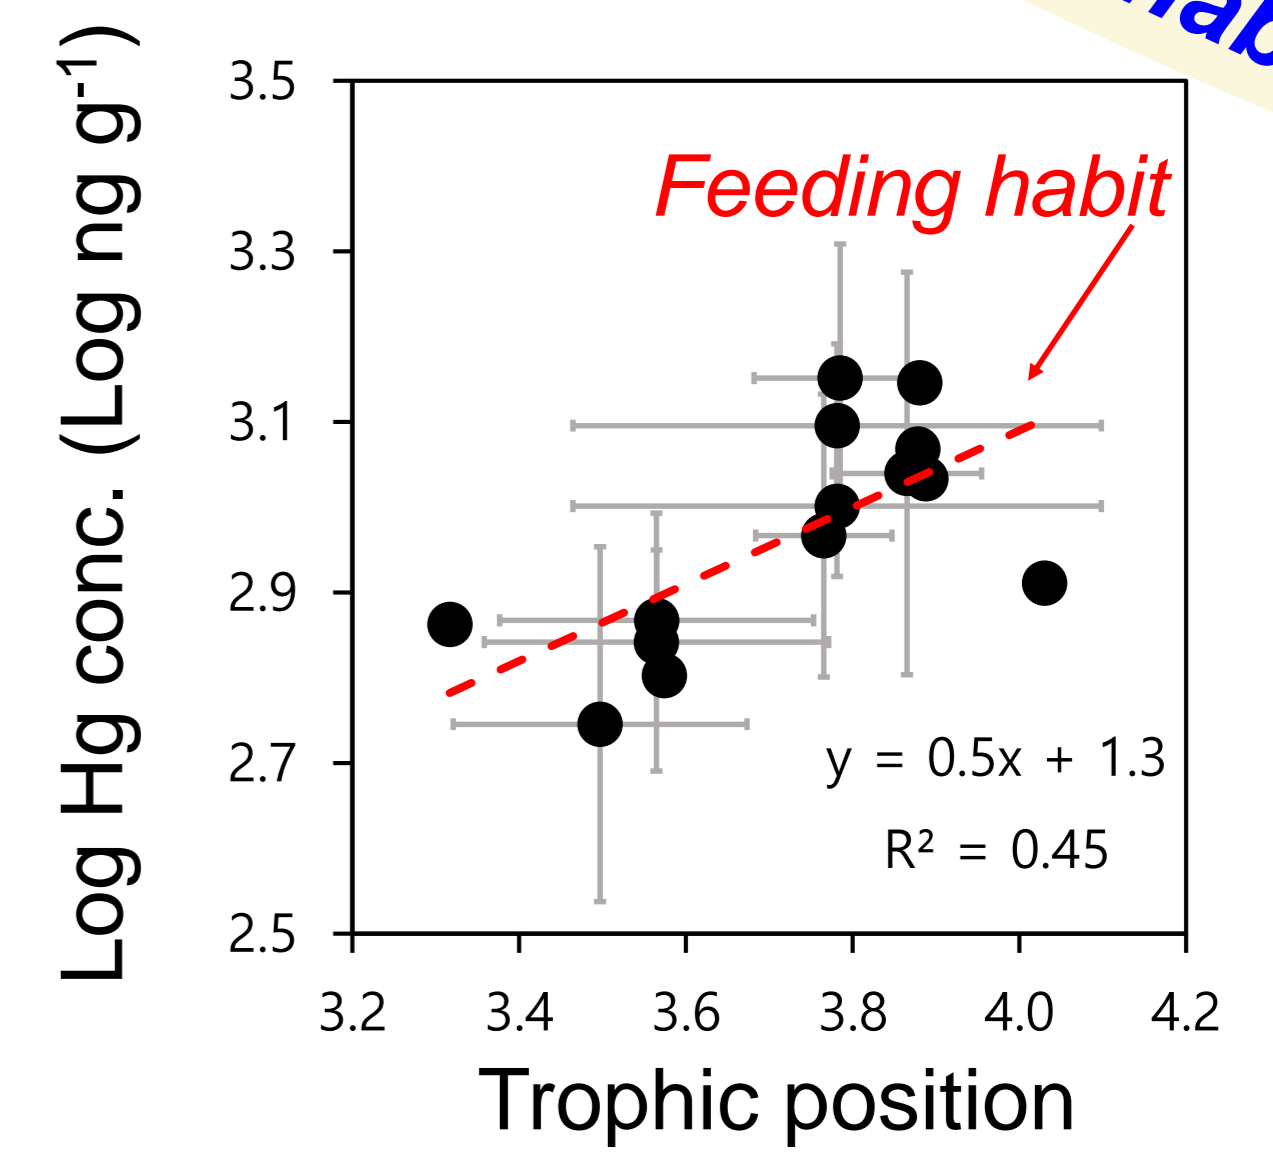 hab
Log Hg conc. (Log ng g⁻¹)
3.5
3.3
3.1
2.9
2.7
2.5
Feeding habit
y = 0.5x + 1.3
R² = 0.45
3.2 3.4 3.6 3.8 4.0 4.2
Trophic position